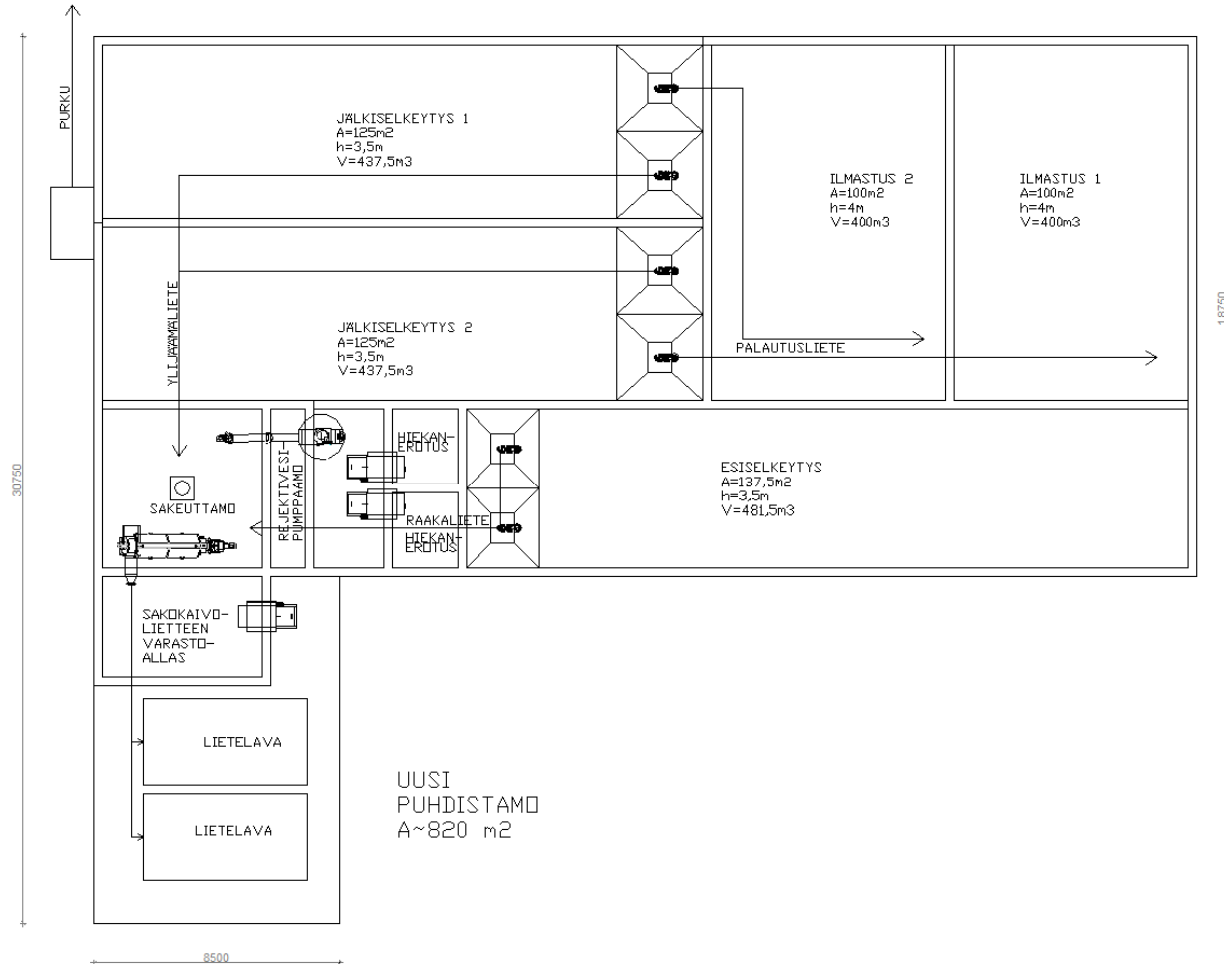 PURKU
JÄLKISELKEYTYS 1
A=125m2
h=3,5m
V=437,5m3
ILMASTUS 2
A=100m2
h=4m
V=400m3
ILMASTUS 1
A=100m2
h=4m
V=400m3
YLIJÄÄMÄLIETE
JÄLKISELKEYTYS 2
A=125m2
h=3,5m
V=437,5m3
PALAUTUSLIETE
18750
30750
SAKEUTTAMO
REJEKTIVESI-
PUMPPAAMO
HIEKAN-
EROTUS
RAAKALIETE
HIEKAN-
EROTUS
ESISELKEYTYS
A=137,5m2
h=3,5m
V=481,5m3
SAKOKAIVO-
LIETTEEN
VARASTO-
ALLAS
LIETELAVA
LIETELAVA
UUSI
PUHDISTAMO
A~820 m2
8500